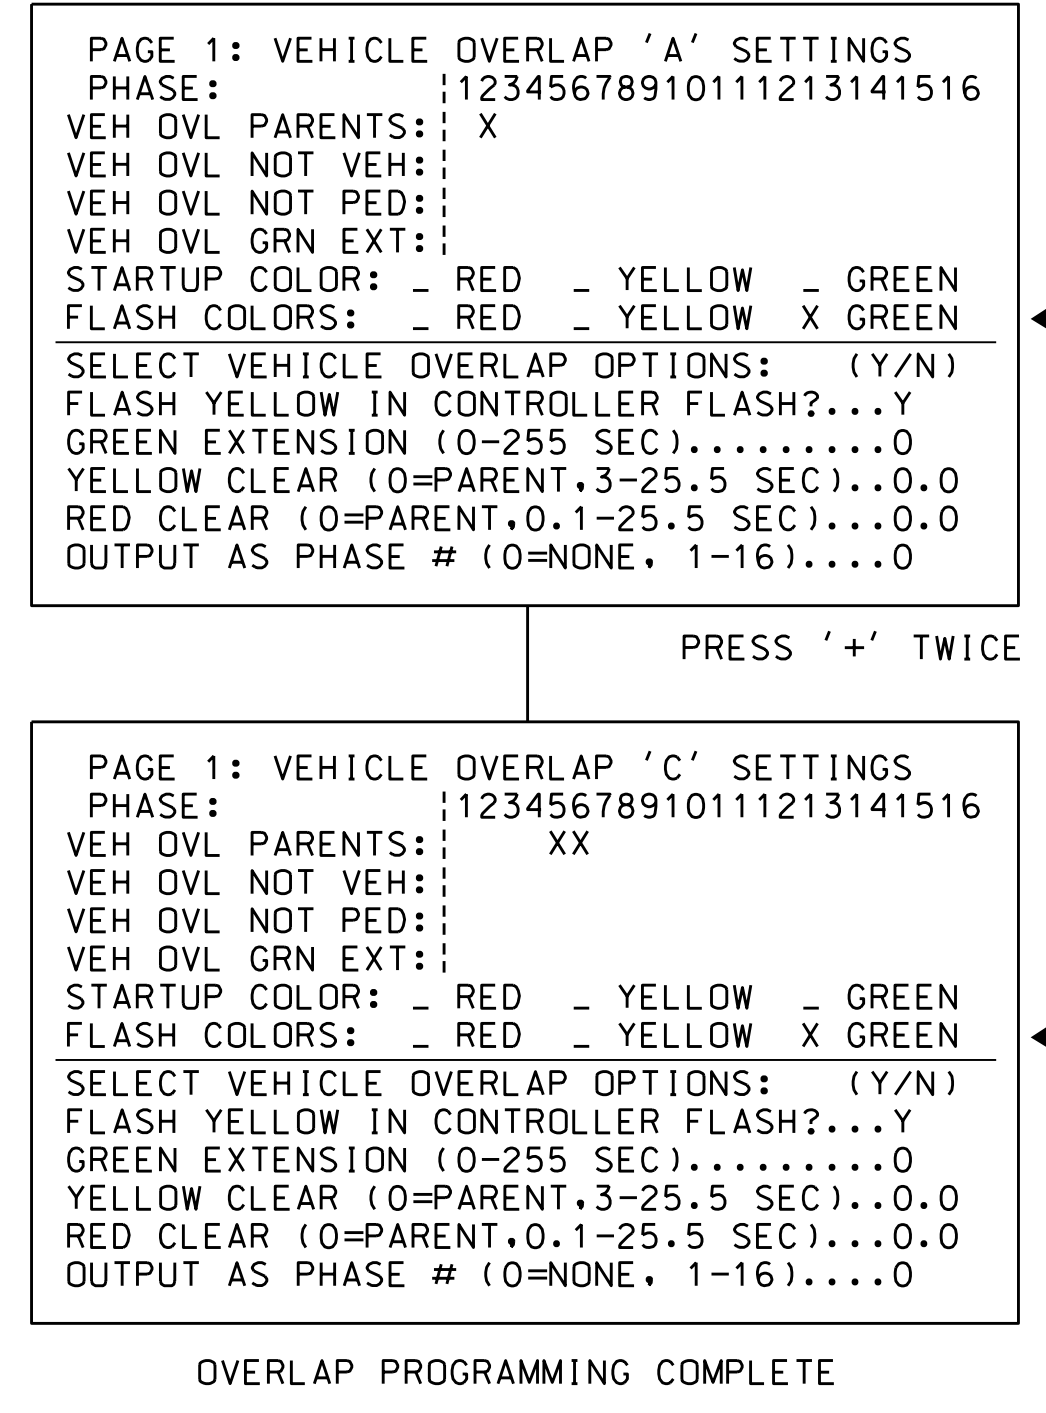 PAGE 1: VEHICLE OVERLAP 'A' SETTINGS
PHASE: ¦12345678910111213141516
VEH OVL PARENTS:¦ X
VEH OVL NOT VEH:¦
VEH OVL NOT PED:¦
VEH OVL GRN EXT:¦
STARTUP COLOR: _ RED _ YELLOW _ GREEN
FLASH COLORS: _ RED _ YELLOW X GREEN
SELECT VEHICLE OVERLAP OPTIONS: (Y/N)
FLASH YELLOW IN CONTROLLER FLASH?...Y
GREEN EXTENSION (0-255 SEC).........0
YELLOW CLEAR (0=PARENT,3-25.5 SEC)..0.0
RED CLEAR (0=PARENT,0.1-25.5 SEC)...0.0
OUTPUT AS PHASE # (0=NONE, 1-16)....0
PRESS '+' TWICE
PAGE 1: VEHICLE OVERLAP 'C' SETTINGS
PHASE: ¦12345678910111213141516
VEH OVL PARENTS:¦ XX
VEH OVL NOT VEH:¦
VEH OVL NOT PED:¦
VEH OVL GRN EXT:¦
STARTUP COLOR: _ RED _ YELLOW _ GREEN
FLASH COLORS: _ RED _ YELLOW X GREEN
SELECT VEHICLE OVERLAP OPTIONS: (Y/N)
FLASH YELLOW IN CONTROLLER FLASH?...Y
GREEN EXTENSION (0-255 SEC).........0
YELLOW CLEAR (0=PARENT,3-25.5 SEC)..0.0
RED CLEAR (0=PARENT,0.1-25.5 SEC)...0.0
OUTPUT AS PHASE # (0=NONE, 1-16)....0
OVERLAP PROGRAMMING COMPLETE